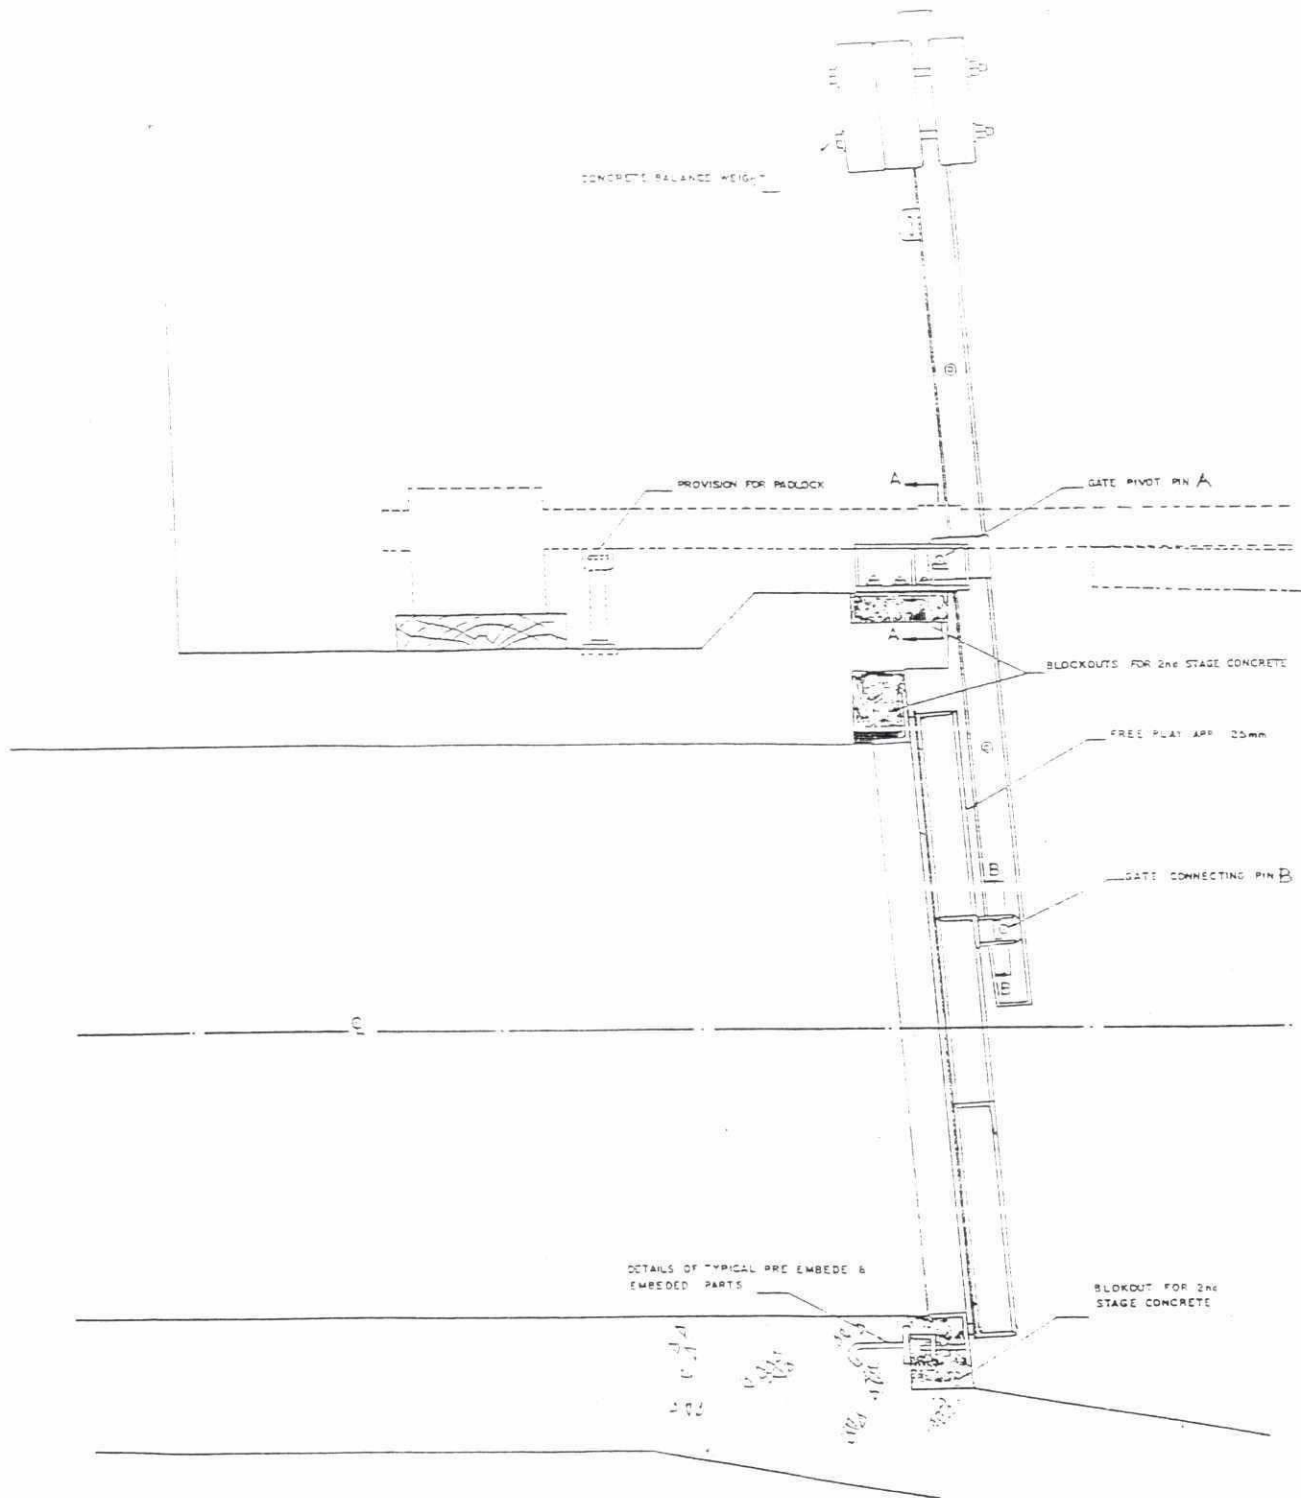 CONCRETE BALANCE WEIGHT
PROVISION FOR PADLOCK
A
GATE PIVOT PIN A
A
BLOCKOUTS FOR 2nd STAGE CONCRETE
FREE PLAY APP. 25mm
B
GATE CONNECTING PIN B
B
DETAILS OF TYPICAL PRE EMBEDE &
EMBEDED PARTS
BLOKOUT FOR 2nd
STAGE CONCRETE